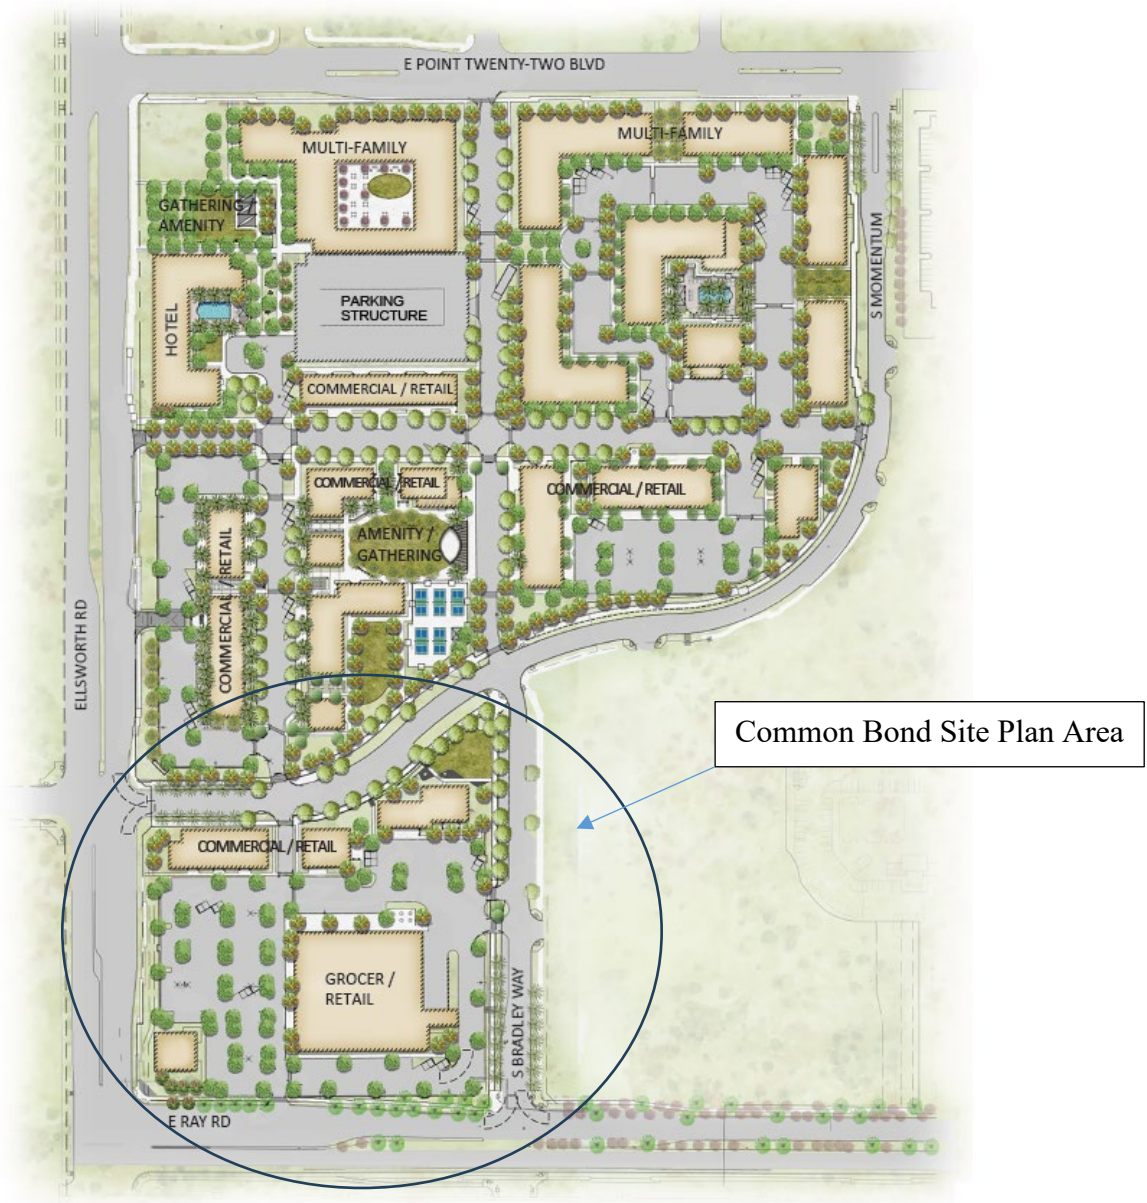 E POINT TWENTY-TWO BLVD
MULTI-FAMILY
MULTI-FAMILY
GATHERING /
AMENITY
S MOMENTUM
HOTEL
PARKING
STRUCTURE
COMMERCIAL / RETAIL
COMMERCIAL / RETAIL
COMMERCIAL / RETAIL
AMENITY /
GATHERING
COMMERCIAL / RETAIL
ELLSWORTH RD
Common Bond Site Plan Area
COMMERCIAL / RETAIL
GROCER /
RETAIL
S BRADLEY WAY
E RAY RD